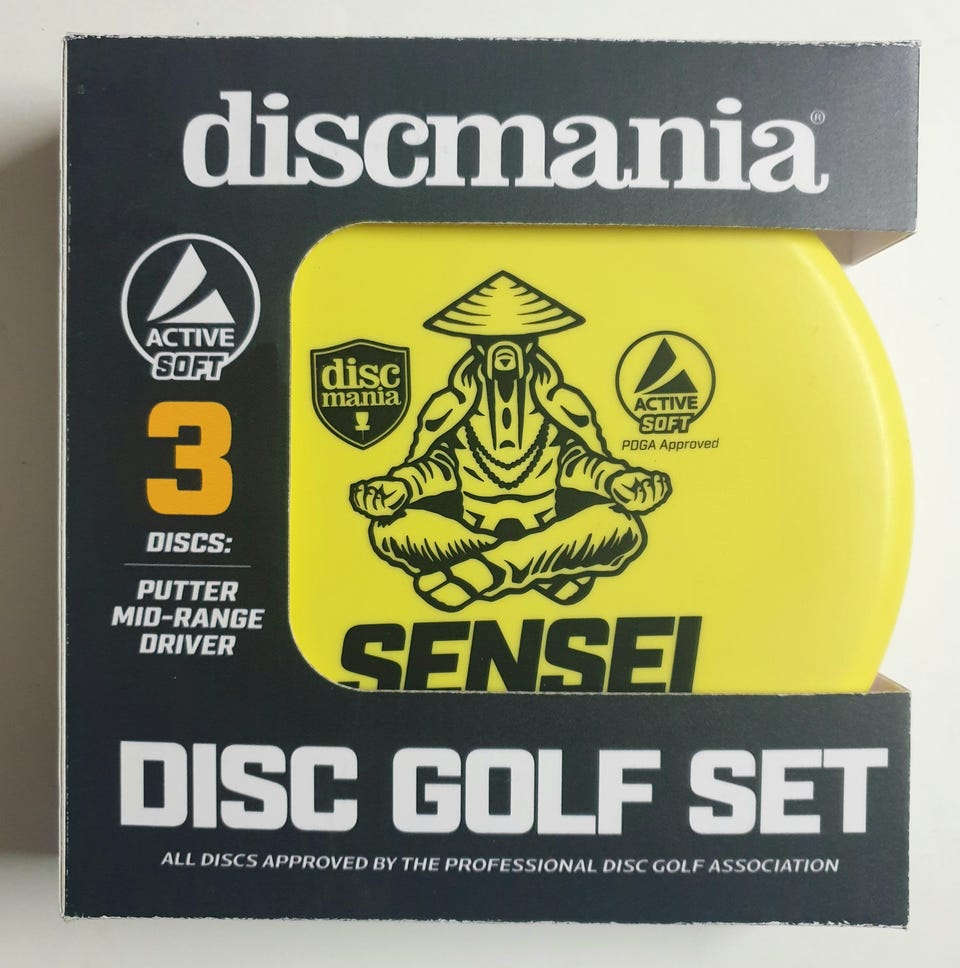 discmania®
ACTIVE
SOFT
3
DISCS:
PUTTER
MID-RANGE
DRIVER
disc
mania
ACTIVE
SOFT
PDGA Approved
SENSEI
DISC GOLF SET
ALL DISCS APPROVED BY THE PROFESSIONAL DISC GOLF ASSOCIATION